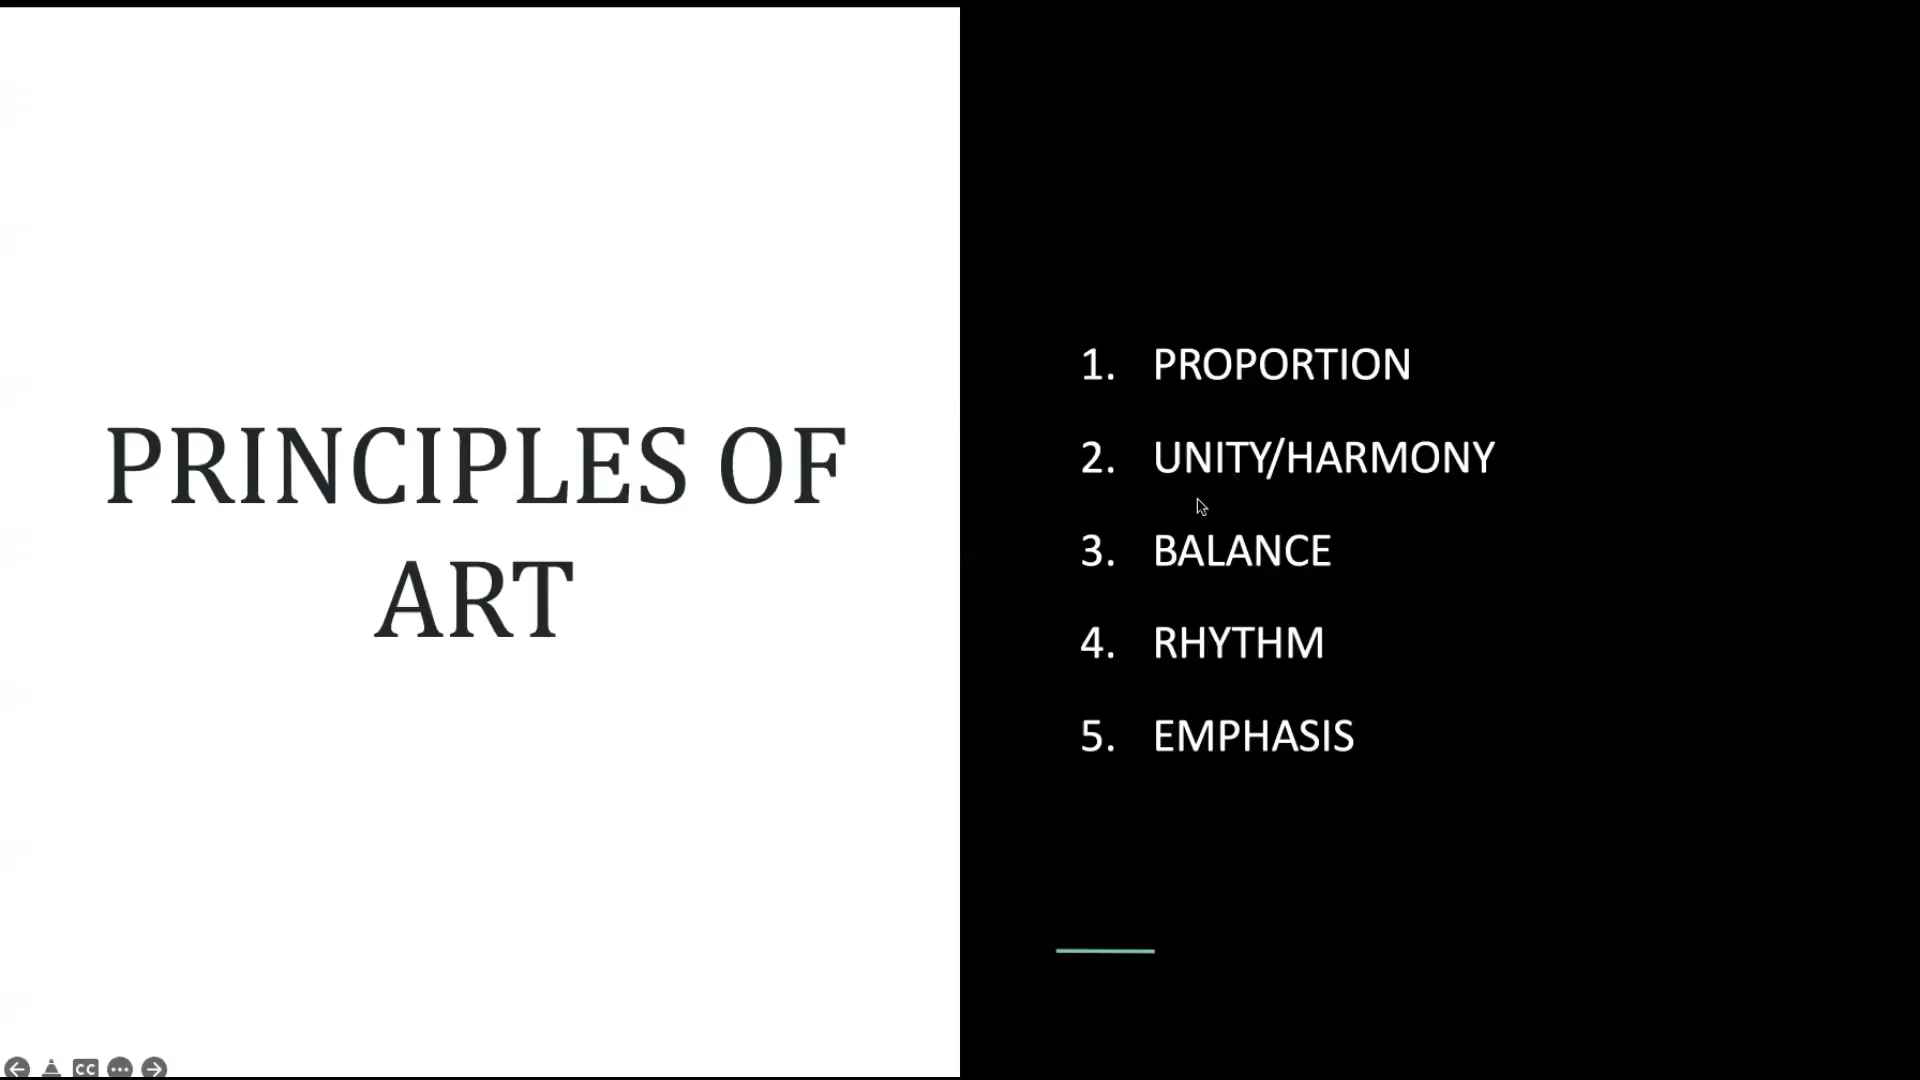 PRINCIPLES OF
ART
1. PROPORTION
2. UNITY/HARMONY
3. BALANCE
4. RHYTHM
5. EMPHASIS
CC